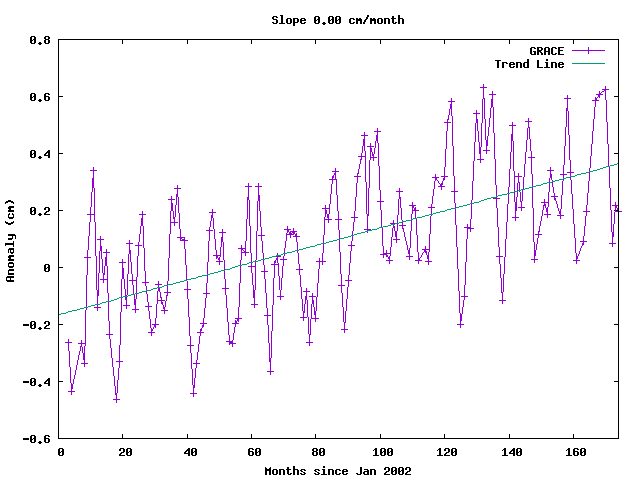 Slope 0.00 cm/month
GRACE
Trend Line
0.8
0.6
0.4
0.2
0
-0.2
-0.4
-0.6
Anomaly (cm)
0 20 40 60 80 100 120 140 160
Months since Jan 2002